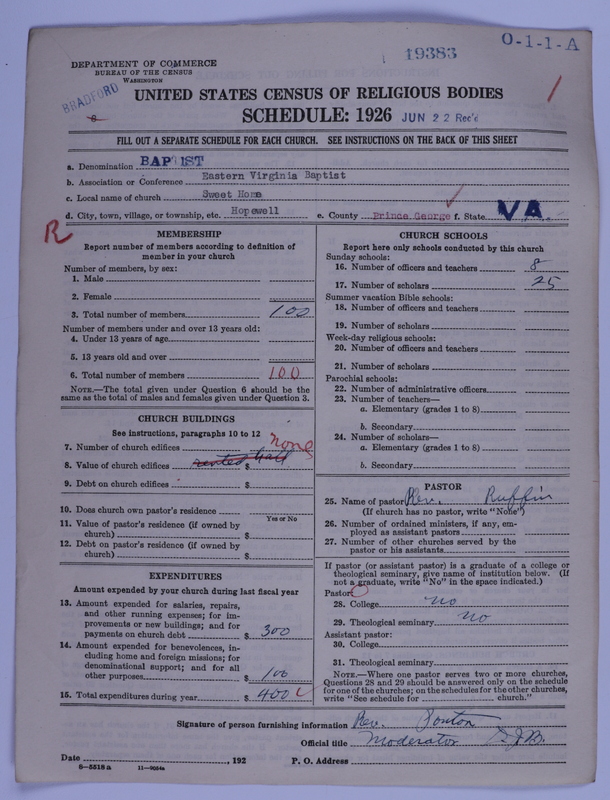 19383
O-1-1-A
DEPARTMENT OF COMMERCE
BUREAU OF THE CENSUS
WASHINGTON
BRADFORD
UNITED STATES CENSUS OF RELIGIOUS BODIES
SCHEDULE: 1926 JUN 22 Rec'd
FILL OUT A SEPARATE SCHEDULE FOR EACH CHURCH. SEE INSTRUCTIONS ON THE BACK OF THIS SHEET
a. Denomination BAPTIST
b. Association or Conference Eastern Virginia Baptist
c. Local name of church Sweet Home
d. City, town, village, or township, etc. Hopewell e. County Prince George f. State VA.
R
MEMBERSHIP
Report number of members according to definition of
member in your church
Number of members, by sex:
1. Male
2. Female
3. Total number of members 100
Number of members under and over 13 years old:
4. Under 13 years of age
5. 13 years old and over
6. Total number of members 100
NOTE.—The total given under Question 6 should be the
same as the total of males and females given under Question 3.
CHURCH BUILDINGS
See instructions, paragraphs 10 to 12
7. Number of church edifices none
8. Value of church edifices rented hall $
9. Debt on church edifices $
10. Does church own pastor's residence
Yes or No
11. Value of pastor's residence (if owned by
church) $
12. Debt on pastor's residence (if owned by
church) $
EXPENDITURES
Amount expended by your church during last fiscal year
13. Amount expended for salaries, repairs,
and other running expenses; for im-
provements or new buildings; and for
payments on church debt $ 300
14. Amount expended for benevolences, in-
cluding home and foreign missions; for
denominational support; and for all
other purposes $ 100
15. Total expenditures during year $ 400
CHURCH SCHOOLS
Report here only schools conducted by this church
Sunday schools:
16. Number of officers and teachers 8
17. Number of scholars 25
Summer vacation Bible schools:
18. Number of officers and teachers
19. Number of scholars
Week-day religious schools:
20. Number of officers and teachers
21. Number of scholars
Parochial schools:
22. Number of administrative officers
23. Number of teachers—
a. Elementary (grades 1 to 8)
b. Secondary
24. Number of scholars—
a. Elementary (grades 1 to 8)
b. Secondary
PASTOR
25. Name of pastor Rev. Ruffin
(If church has no pastor, write "None")
26. Number of ordained ministers, if any, em-
ployed as assistant pastors
27. Number of other churches served by the
pastor or his assistants
If pastor (or assistant pastor) is a graduate of a college or
theological seminary, give name of institution below. (If
not a graduate, write "No" in the space indicated.)
Pastor:
28. College no
29. Theological seminary no
Assistant pastor:
30. College
31. Theological seminary
NOTE.—Where one pastor serves two or more churches,
Questions 28 and 29 should be answered only on the schedule
for one of the churches; on the schedules for the other churches,
write "See schedule for church."
Signature of person furnishing information Rev. Ponton
Official title Moderator
Date , 192 P. O. Address
8-5518a 11-9054a